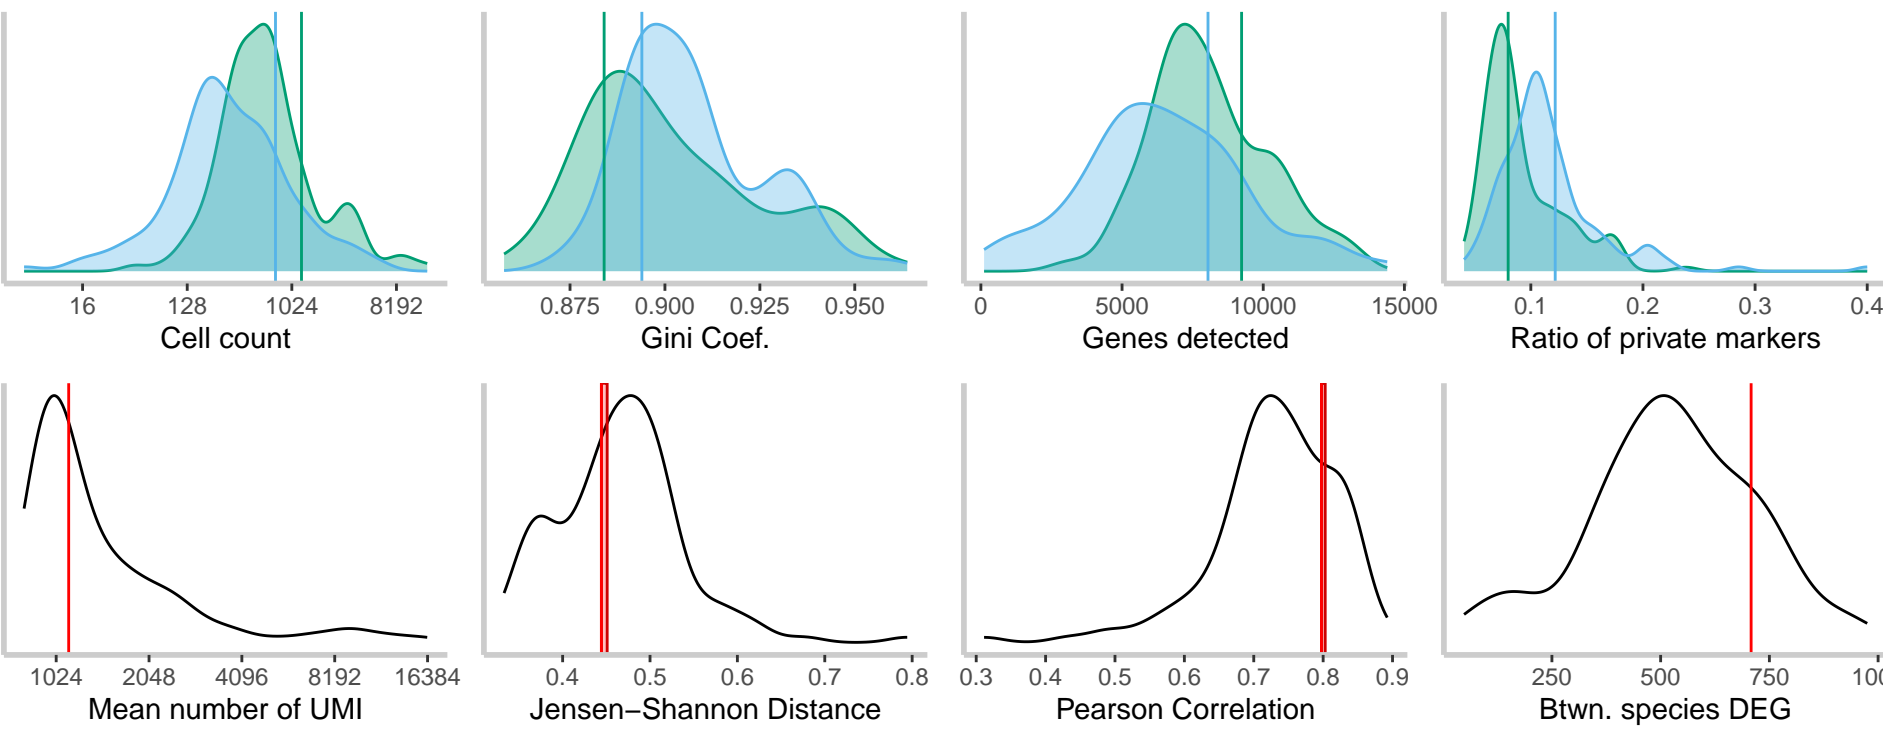 16 128 1024 8192
Cell count
0.875 0.900 0.925 0.950
Gini Coef.
0 5000 10000 15000
Genes detected
0.1 0.2 0.3 0.4
Ratio of private markers
1024 2048 4096 8192 16384
Mean number of UMI
0.4 0.5 0.6 0.7 0.8
Jensen−Shannon Distance
0.3 0.4 0.5 0.6 0.7 0.8 0.9
Pearson Correlation
250 500 750 100
Btwn. species DEG